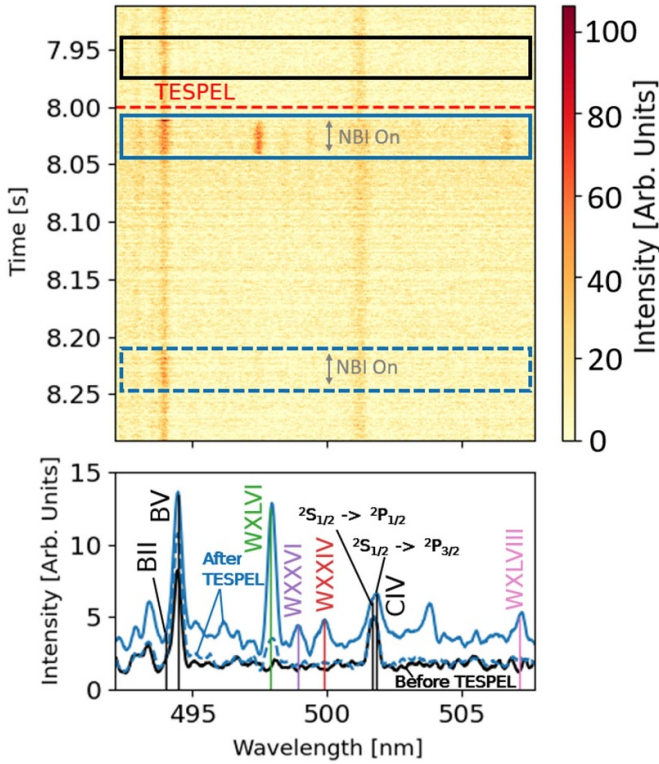 7.95
8.00
8.05
8.10
8.15
8.20
8.25
Time [s]
TESPEL
NBI On
NBI On
100
80
60
40
20
0
Intensity [Arb. Units]
15
10
5
0
Intensity [Arb. Units]
BII
BV
After
TESPEL
WXLVI
WXXVI
WXXIV
²S₁/₂ -> ²P₁/₂
²S₁/₂ -> ²P₃/₂
CIV
WXLVIII
Before TESPEL
495
500
505
Wavelength [nm]